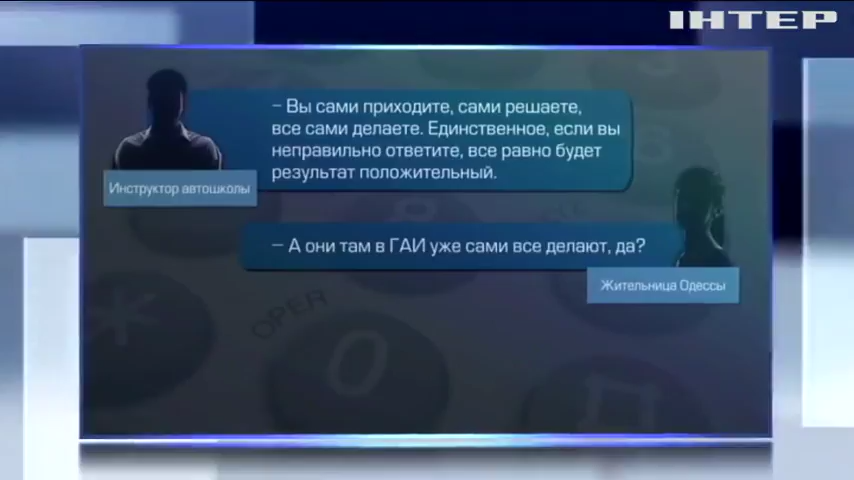 ІНТЕР
– Вы сами приходите, сами решаете,
все сами делаете. Единственное, если вы
неправильно ответите, все равно будет
результат положительный.
Инструктор автошколы
– А они там в ГАИ уже сами все делают, да?
Жительница Одессы
OPER
0
*